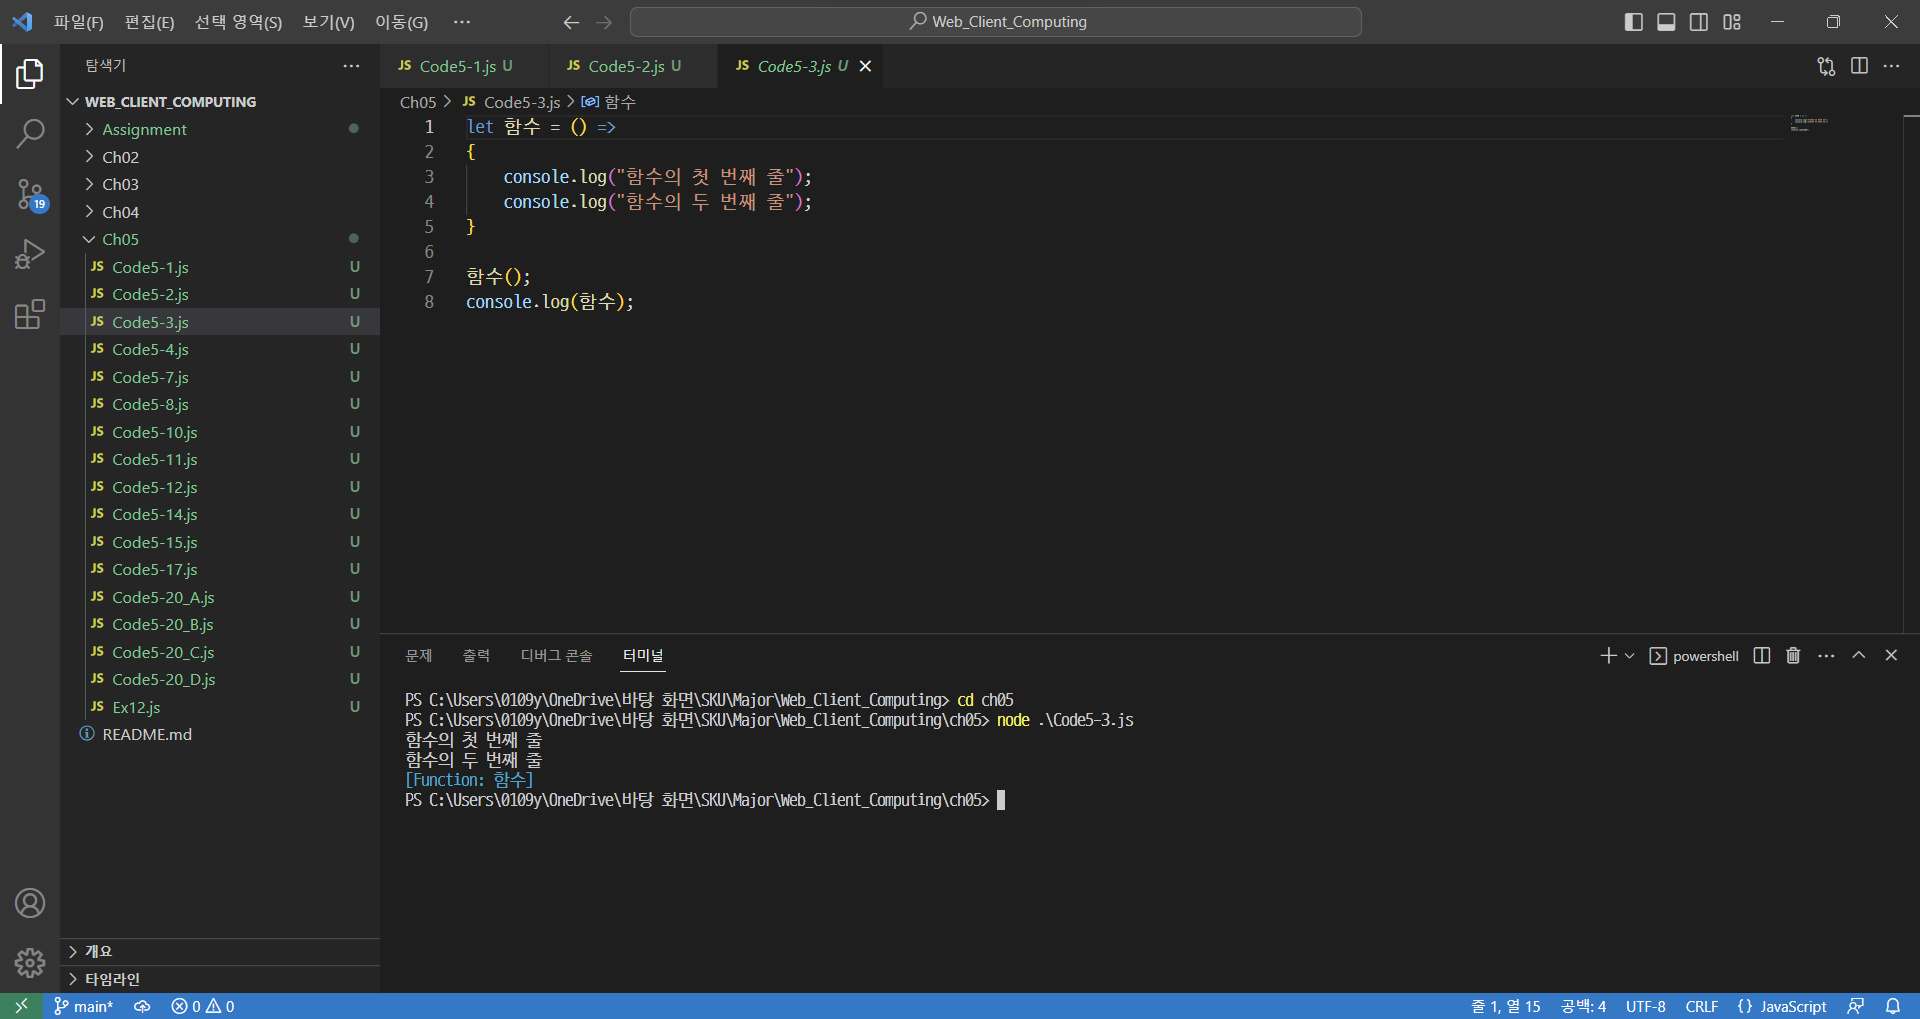 파일(F) 편집(E) 선택 영역(S) 보기(V) 이동(G) ··· Web_Client_Computing
탐색기 ···
WEB_CLIENT_COMPUTING
Assignment
Ch02
Ch03
Ch04
Ch05
JS Code5-1.js U
JS Code5-2.js U
JS Code5-3.js U
JS Code5-4.js U
JS Code5-7.js U
JS Code5-8.js U
JS Code5-10.js U
JS Code5-11.js U
JS Code5-12.js U
JS Code5-14.js U
JS Code5-15.js U
JS Code5-17.js U
JS Code5-20_A.js U
JS Code5-20_B.js U
JS Code5-20_C.js U
JS Code5-20_D.js U
JS Ex12.js U
README.md
개요
타임라인
19
JS Code5-1.js U JS Code5-2.js U JS Code5-3.js U
Ch05 > JS Code5-3.js > 함수
1 let 함수 = () =>
2 {
3 console.log("함수의 첫 번째 줄");
4 console.log("함수의 두 번째 줄");
5 }
6
7 함수();
8 console.log(함수);
문제 출력 디버그 콘솔 터미널 powershell
PS C:\Users\0109y\OneDrive\바탕 화면\SKU\Major\Web_Client_Computing> cd ch05
PS C:\Users\0109y\OneDrive\바탕 화면\SKU\Major\Web_Client_Computing\ch05> node .\Code5-3.js
함수의 첫 번째 줄
함수의 두 번째 줄
[Function: 함수]
PS C:\Users\0109y\OneDrive\바탕 화면\SKU\Major\Web_Client_Computing\ch05>
main* 0 0 줄 1, 열 15 공백: 4 UTF-8 CRLF {} JavaScript